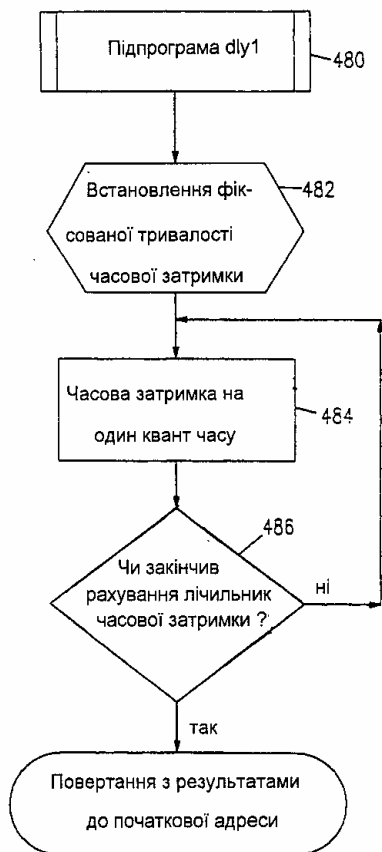 Підпрограма dly1
480
Встановлення фік-
сованої тривалості
часової затримки
482
Часова затримка на
один квант часу
484
486
Чи закінчив
рахування лічильник
часової затримки ?
ні
так
Повертання з результатами
до початкової адреси